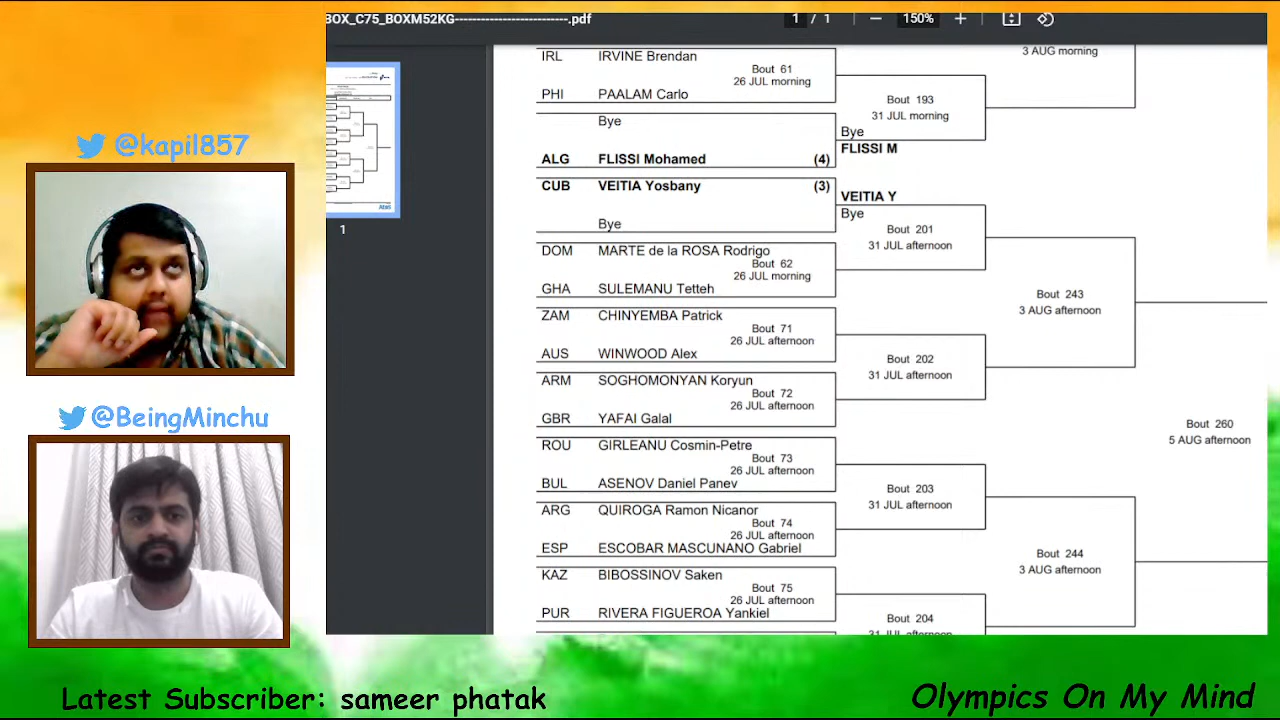 BOX_C75_BOXM52KG--------------------------.pdf
1 / 1
150%
@kapil857
@BeingMinchu
1
IRL IRVINE Brendan
Bout 61
26 JUL morning
PHI PAALAM Carlo
Bye
ALG FLISSI Mohamed (4)
CUB VEITIA Yosbany (3)
Bye
DOM MARTE de la ROSA Rodrigo
Bout 62
26 JUL morning
GHA SULEMANU Tetteh
ZAM CHINYEMBA Patrick
Bout 71
26 JUL afternoon
AUS WINWOOD Alex
ARM SOGHOMONYAN Koryun
Bout 72
26 JUL afternoon
GBR YAFAI Galal
ROU GIRLEANU Cosmin-Petre
Bout 73
26 JUL afternoon
BUL ASENOV Daniel Panev
ARG QUIROGA Ramon Nicanor
Bout 74
26 JUL afternoon
ESP ESCOBAR MASCUNANO Gabriel
KAZ BIBOSSINOV Saken
Bout 75
26 JUL afternoon
PUR RIVERA FIGUEROA Yankiel
Bout 193
31 JUL morning
Bye
FLISSI M
VEITIA Y
Bye
Bout 201
31 JUL afternoon
Bout 202
31 JUL afternoon
Bout 203
31 JUL afternoon
Bout 204
31 JUL afternoon
3 AUG morning
Bout 243
3 AUG afternoon
Bout 244
3 AUG afternoon
Bout 260
5 AUG afternoon
Latest Subscriber: sameer phatak
Olympics On My Mind